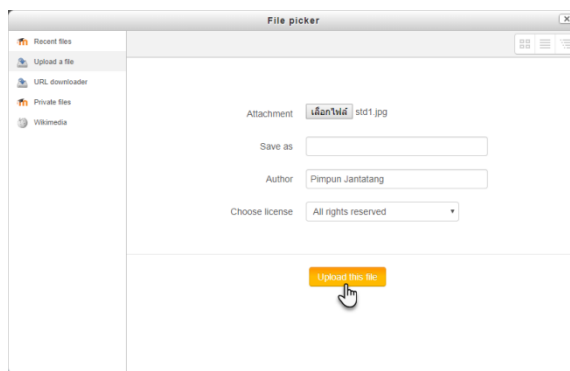 File picker
Recent files
Upload a file
URL downloader
Private files
Wikimedia
Attachment เลือกไฟล์ std1.jpg
Save as
Author Pimpun Jantatang
Choose license All rights reserved
Upload this file